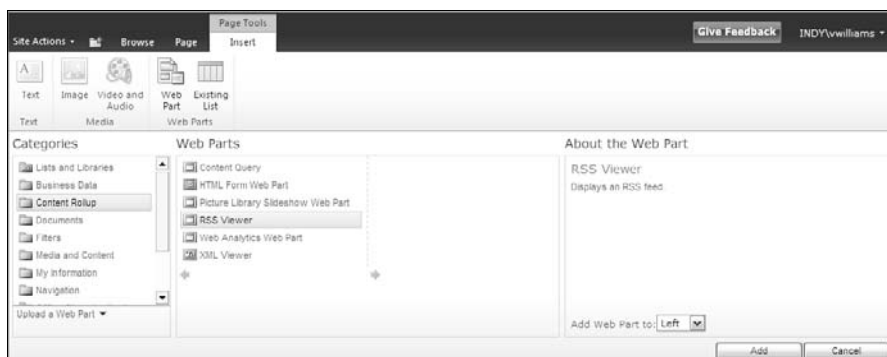 Page Tools
Site Actions Browse Page Insert
Give Feedback INDY\vwilliams
Text Image Video and Audio Web Part Existing List
Text Media Web Parts
Categories
Lists and Libraries
Business Data
Content Rollup
Documents
Filters
Media and Content
My Information
Navigation
Upload a Web Part
Web Parts
Content Query
HTML Form Web Part
Picture Library Slideshow Web Part
RSS Viewer
Web Analytics Web Part
XML Viewer
About the Web Part
RSS Viewer
Displays an RSS feed
Add Web Part to: Left
Add Cancel